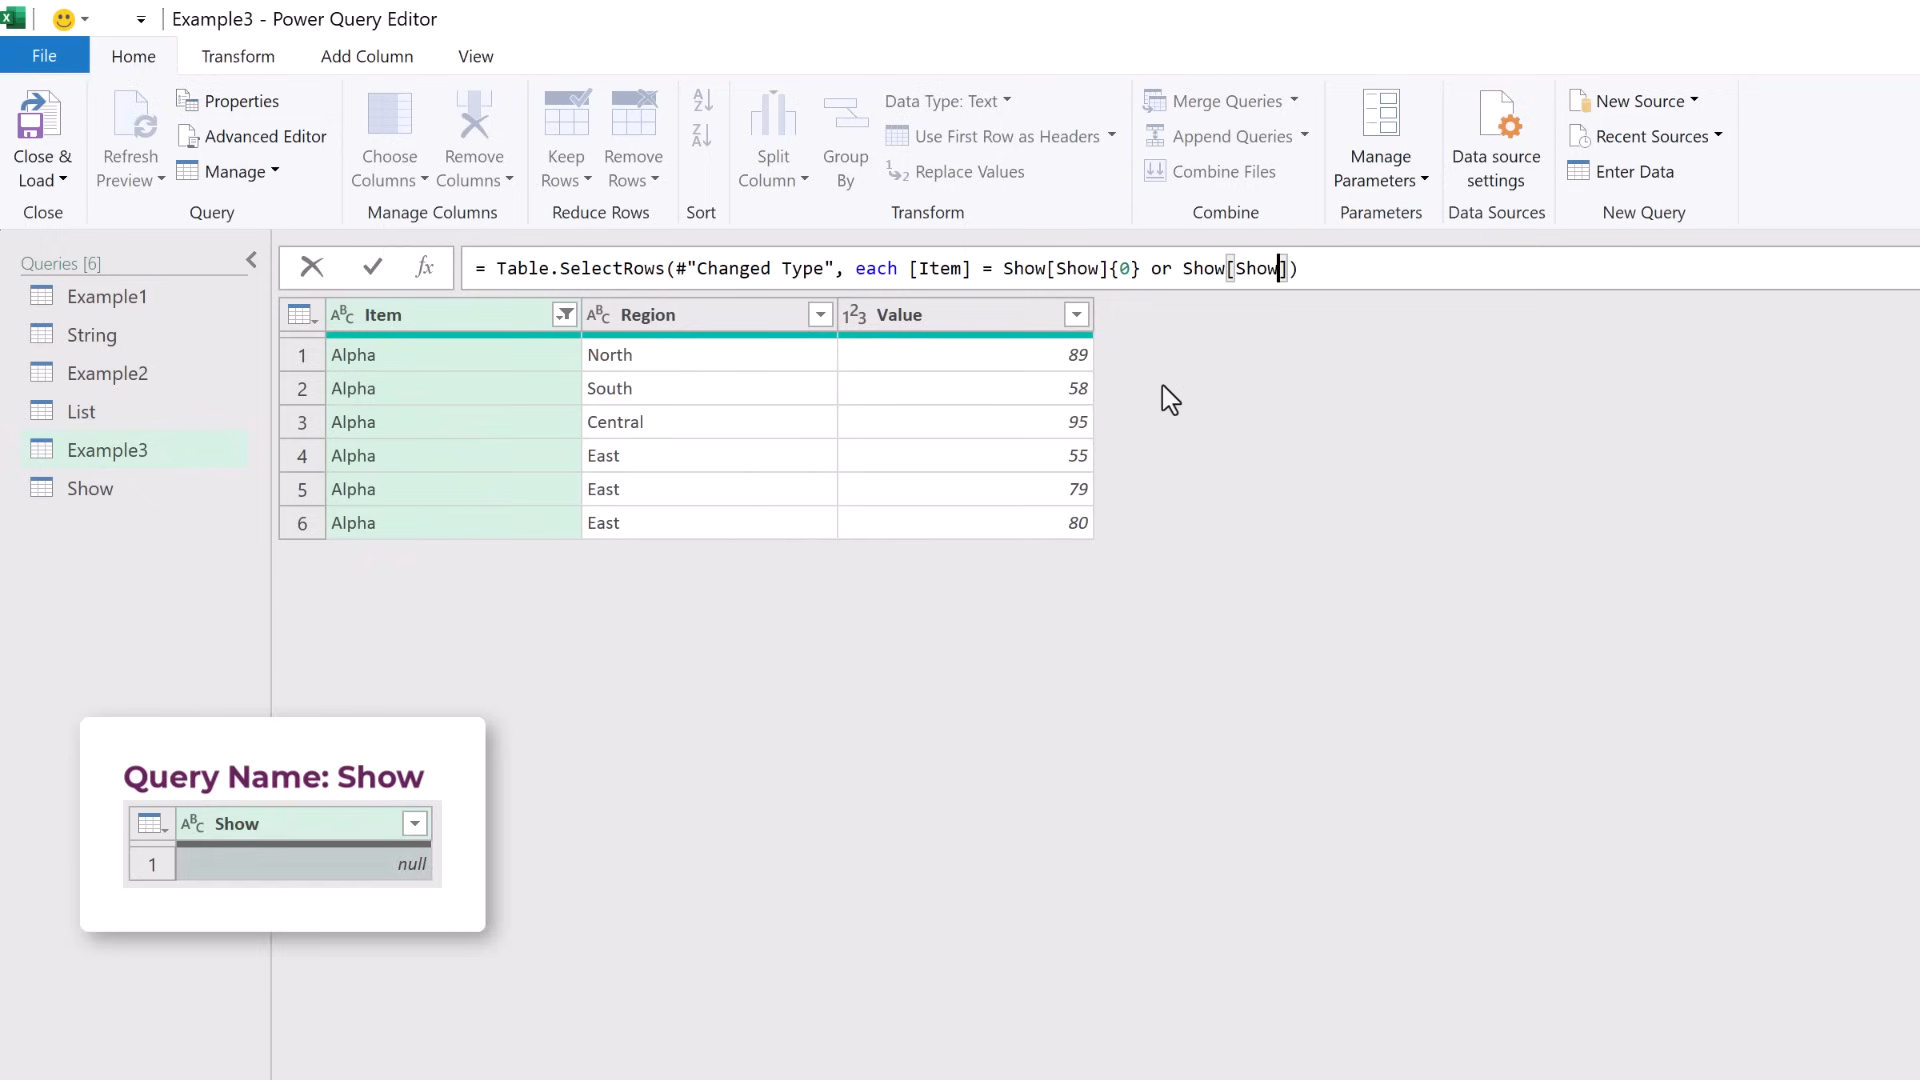 Example3 - Power Query Editor
File Home Transform Add Column View
Close & Load
Close
Refresh Preview
Properties
Advanced Editor
Manage
Query
Choose Columns
Remove Columns
Manage Columns
Keep Rows
Remove Rows
Reduce Rows
Sort
Split Column
Group By
Data Type: Text
Use First Row as Headers
Replace Values
Transform
Merge Queries
Append Queries
Combine Files
Combine
Manage Parameters
Parameters
Data source settings
Data Sources
New Source
Recent Sources
Enter Data
New Query
Queries [6]
Example1
String
Example2
List
Example3
Show
fx = Table.SelectRows(#"Changed Type", each [Item] = Show[Show]{0} or Show[Show])
ABC Item ABC Region 123 Value
1 Alpha North 89
2 Alpha South 58
3 Alpha Central 95
4 Alpha East 55
5 Alpha East 79
6 Alpha East 80
Query Name: Show
ABC Show
1 null